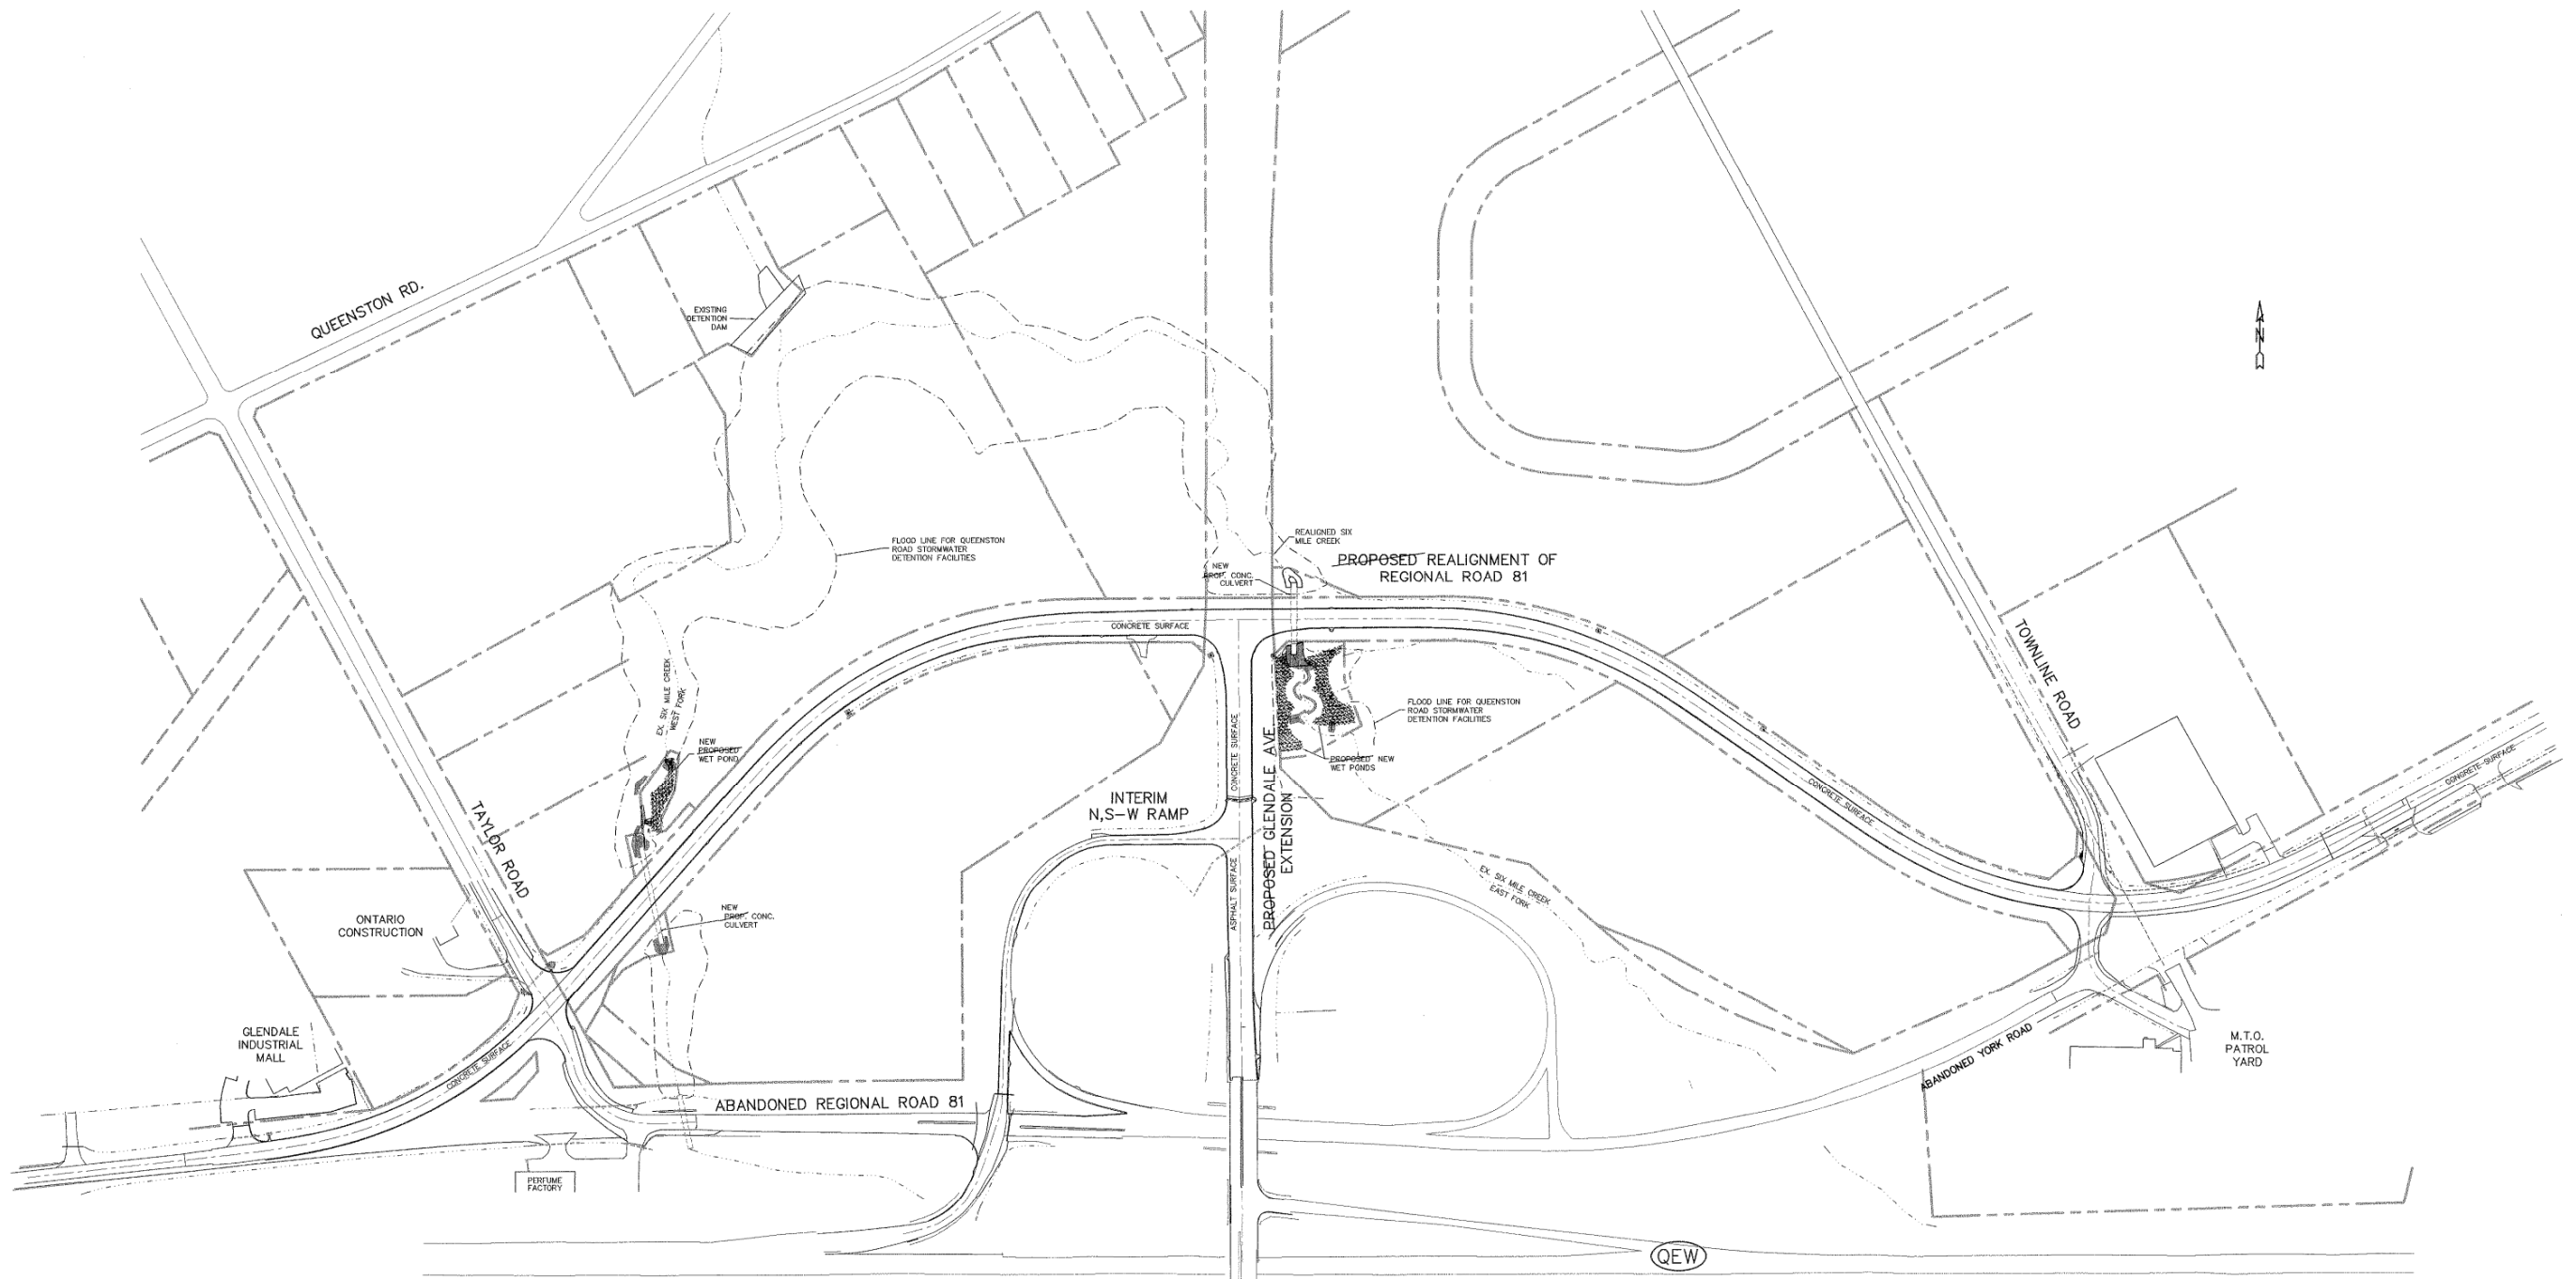 QUEENSTON RD.
EXISTING
DETENTION
DAM
N
FLOOD LINE FOR QUEENSTON
ROAD STORMWATER
DETENTION FACILITIES
REALIGNED SIX
MILE CREEK
PROPOSED REALIGNMENT OF
REGIONAL ROAD 81
NEW
PROP. CONC.
CULVERT
CONCRETE SURFACE
TOWNLINE ROAD
EX. SIX MILE CREEK
WEST FORK
FLOOD LINE FOR QUEENSTON
ROAD STORMWATER
DETENTION FACILITIES
NEW
PROPOSED
WET POND
PROPOSED NEW
WET PONDS
CONCRETE SURFACE
CONCRETE SURFACE
CONCRETE SURFACE
INTERIM
N,S-W RAMP
PROPOSED GLENDALE AVE.
EXTENSION
TAYLOR ROAD
ASPHALT SURFACE
EX. SIX MILE CREEK
EAST FORK
ONTARIO
CONSTRUCTION
NEW
PROP. CONC.
CULVERT
GLENDALE
INDUSTRIAL
MALL
CONCRETE SURFACE
ABANDONED YORK ROAD
M.T.O.
PATROL
YARD
ABANDONED REGIONAL ROAD 81
PERFUME
FACTORY
QEW